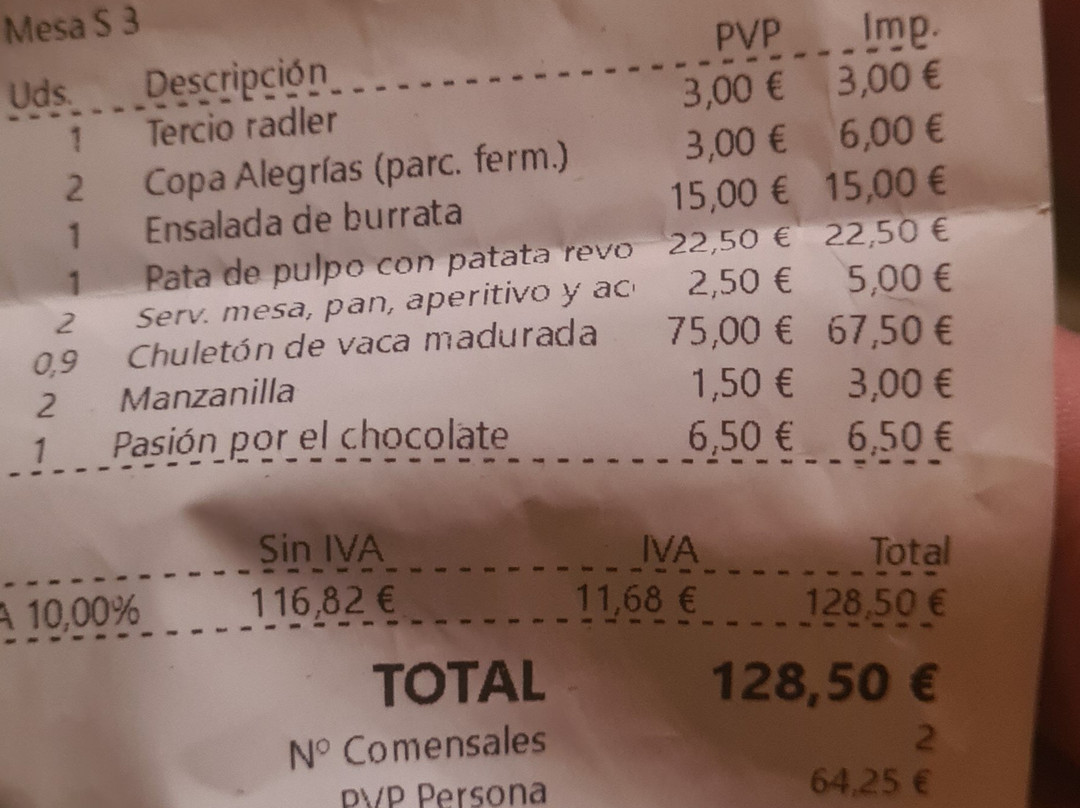 Mesa S 3
Uds. Descripción PVP Imp.
1 Tercio radler 3,00 € 3,00 €
2 Copa Alegrías (parc. ferm.) 3,00 € 6,00 €
1 Ensalada de burrata 15,00 € 15,00 €
1 Pata de pulpo con patata revo 22,50 € 22,50 €
2 Serv. mesa, pan, aperitivo y ac 2,50 € 5,00 €
0,9 Chuletón de vaca madurada 75,00 € 67,50 €
2 Manzanilla 1,50 € 3,00 €
1 Pasión por el chocolate 6,50 € 6,50 €
Sin IVA IVA Total
A 10,00% 116,82 € 11,68 € 128,50 €
TOTAL 128,50 €
Nº Comensales 2
PVP Persona 64,25 €